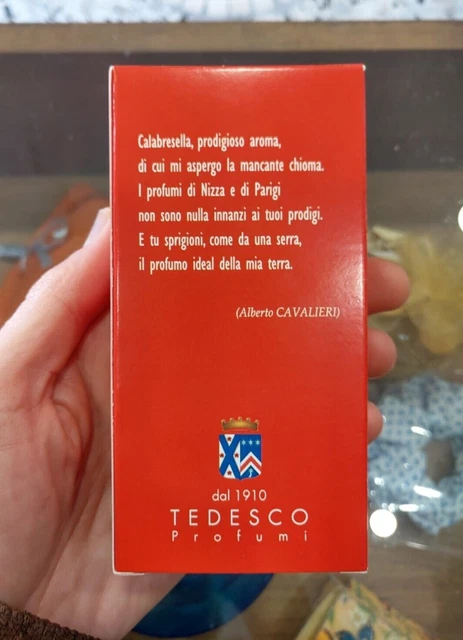 Calabresella, prodigioso aroma,
di cui mi aspergo la mancante chioma.
I profumi di Nizza e di Parigi
non sono nulla innanzi ai tuoi prodigi.
E tu sprigioni, come da una serra,
il profumo ideal della mia terra.
(Alberto CAVALIERI)
dal 1910
TEDESCO
Profumi